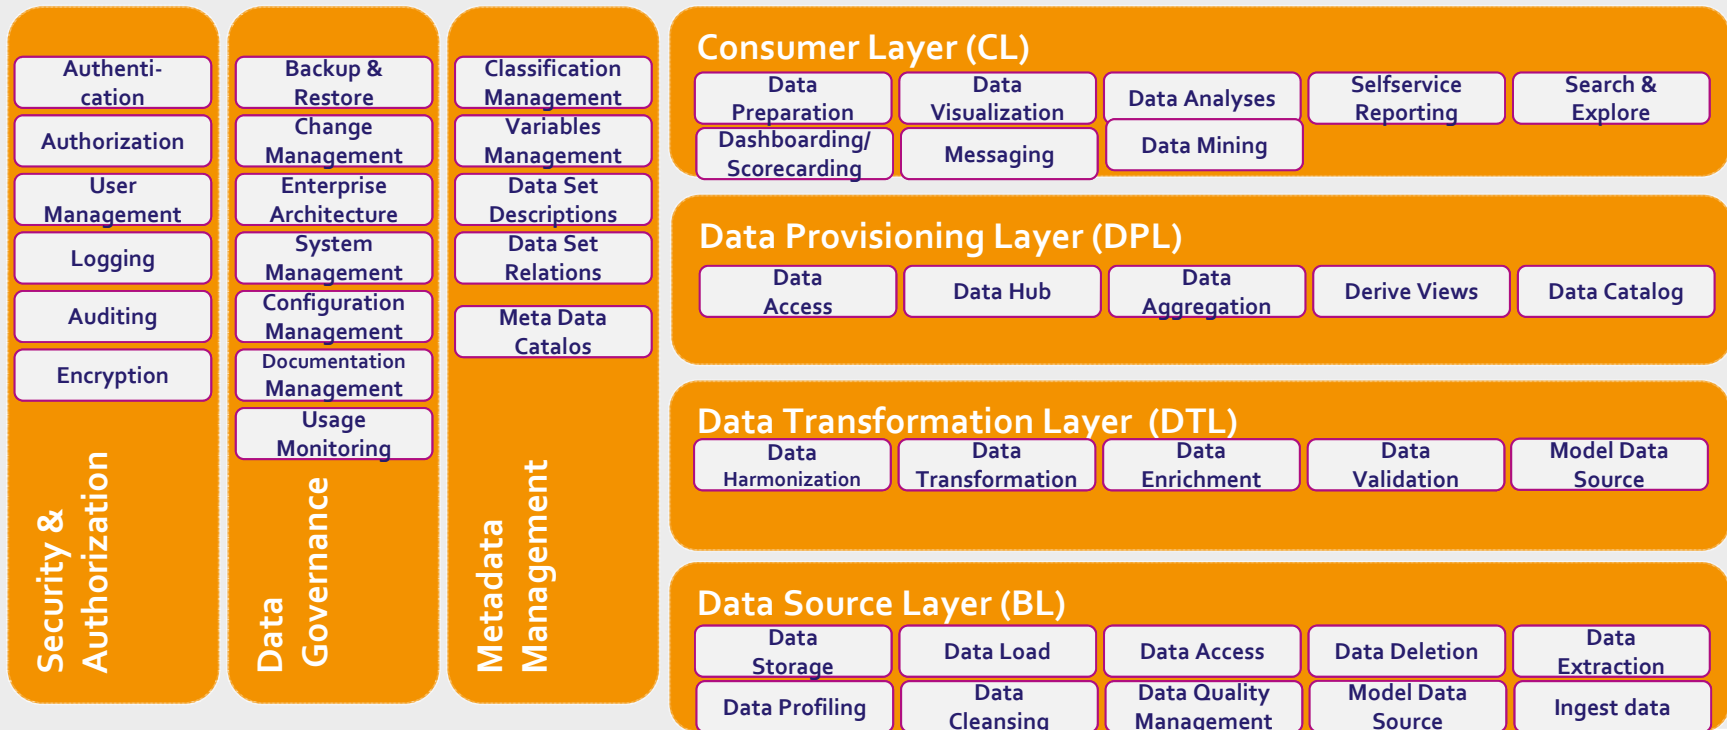 Authenti-
cation
Authorization
User
Management
Logging
Auditing
Encryption
Security &
Authorization
Backup &
Restore
Change
Management
Enterprise
Architecture
System
Management
Configuration
Management
Documentation
Management
Usage
Monitoring
Data
Governance
Classification
Management
Variables
Management
Data Set
Descriptions
Data Set
Relations
Meta Data
Catalos
Metadata
Management
Consumer Layer (CL)
Data
Preparation
Data
Visualization
Data Analyses
Selfservice
Reporting
Search &
Explore
Dashboarding/
Scorecarding
Messaging
Data Mining
Data Provisioning Layer (DPL)
Data
Access
Data Hub
Data
Aggregation
Derive Views
Data Catalog
Data Transformation Layer (DTL)
Data
Harmonization
Data
Transformation
Data
Enrichment
Data
Validation
Model Data
Source
Data Source Layer (BL)
Data
Storage
Data Load
Data Access
Data Deletion
Data
Extraction
Data Profiling
Data
Cleansing
Data Quality
Management
Model Data
Source
Ingest data